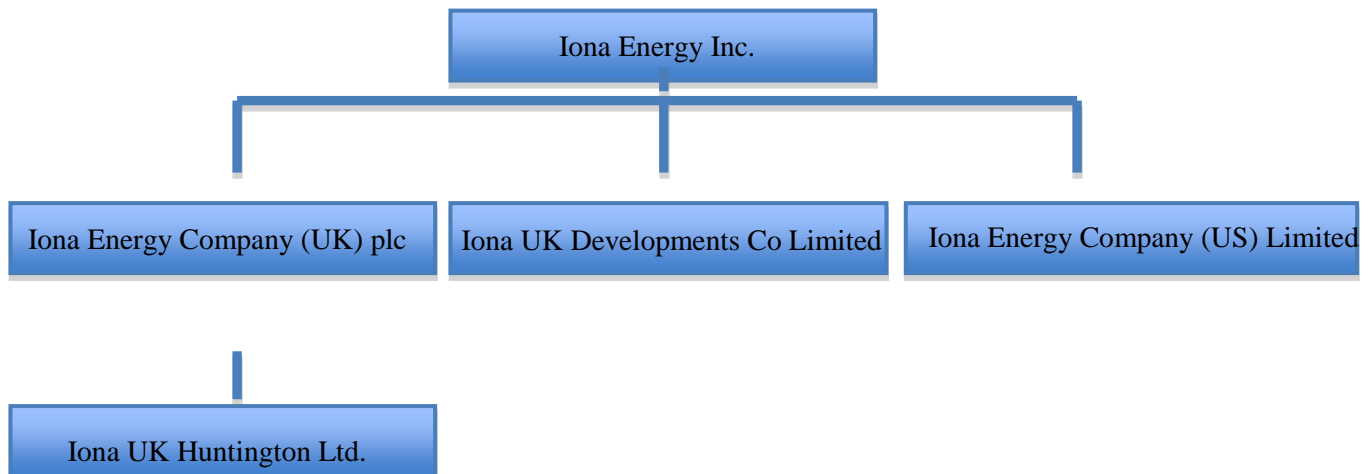 Iona Energy Inc.
Iona Energy Company (UK) plc
Iona UK Developments Co Limited
Iona Energy Company (US) Limited
Iona UK Huntington Ltd.